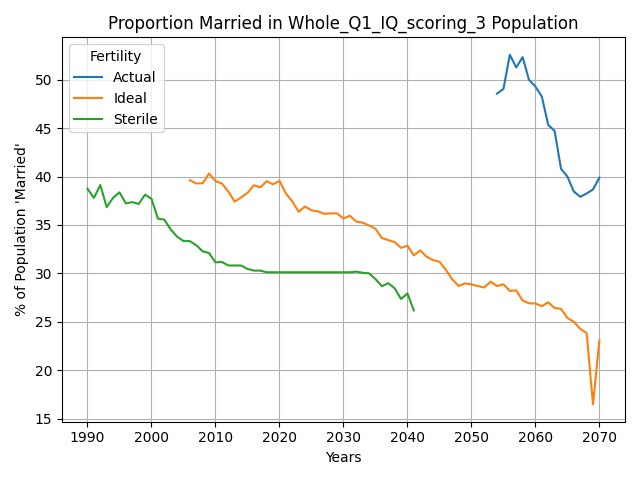 Proportion Married in Whole_Q1_IQ_scoring_3 Population
Fertility
Actual
Ideal
Sterile
% of Population 'Married'
50
45
40
35
30
25
20
15
1990 2000 2010 2020 2030 2040 2050 2060 2070
Years